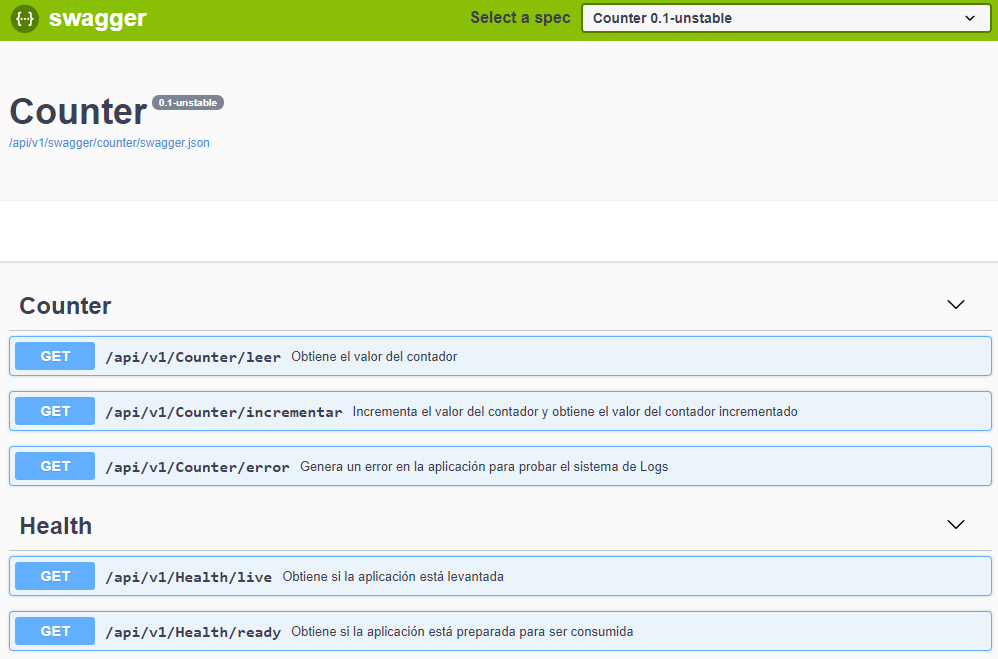 {··} swagger Select a spec Counter 0.1-unstable
Counter 0.1-unstable
/api/v1/swagger/counter/swagger.json
Counter
GET /api/v1/Counter/leer Obtiene el valor del contador
GET /api/v1/Counter/incrementar Incrementa el valor del contador y obtiene el valor del contador incrementado
GET /api/v1/Counter/error Genera un error en la aplicación para probar el sistema de Logs
Health
GET /api/v1/Health/live Obtiene si la aplicación está levantada
GET /api/v1/Health/ready Obtiene si la aplicación está preparada para ser consumida